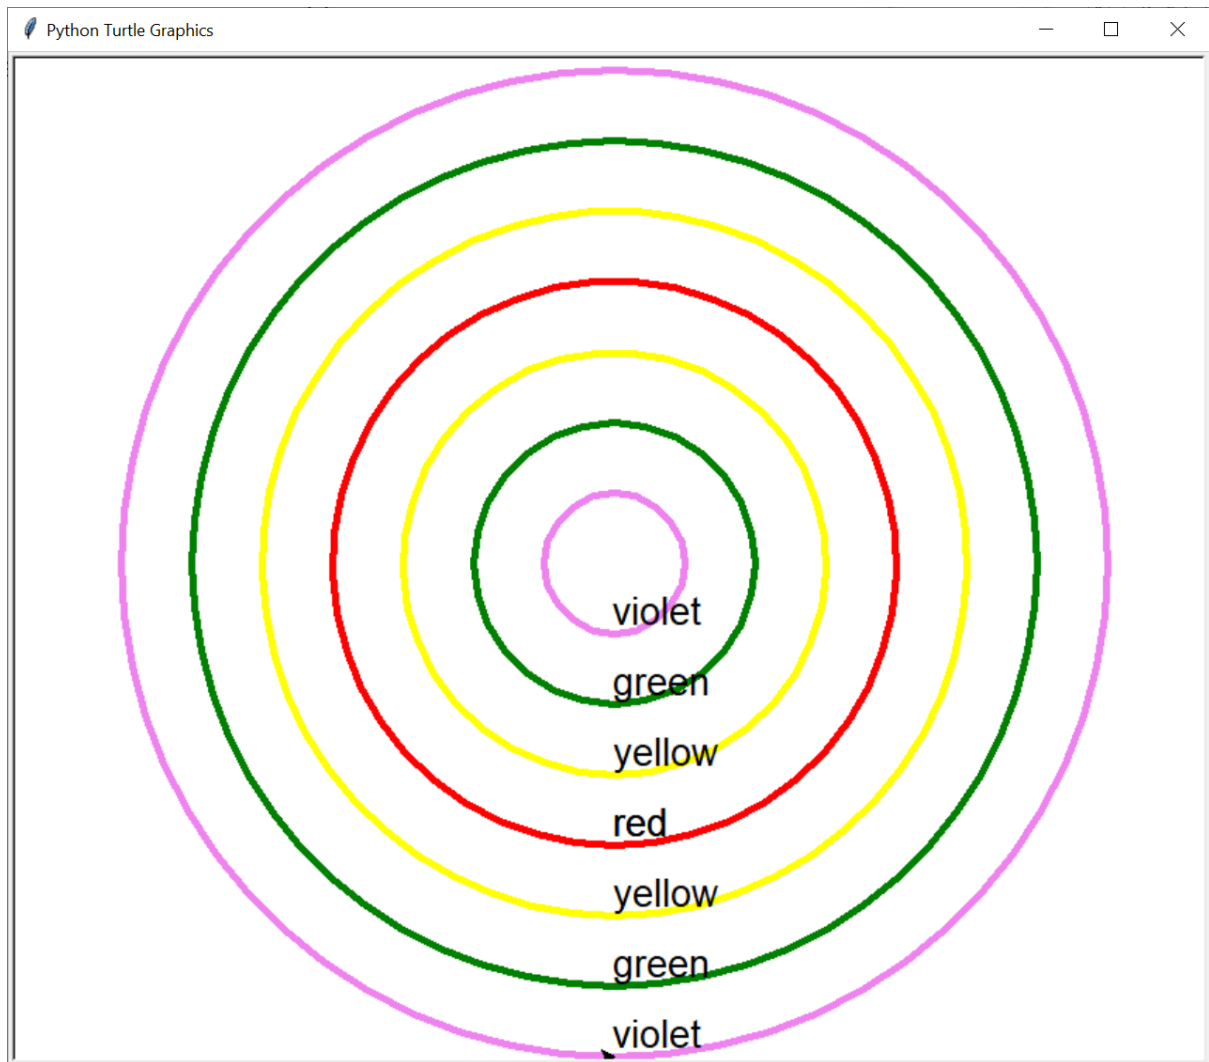 Python Turtle Graphics
violet
green
yellow
red
yellow
green
violet